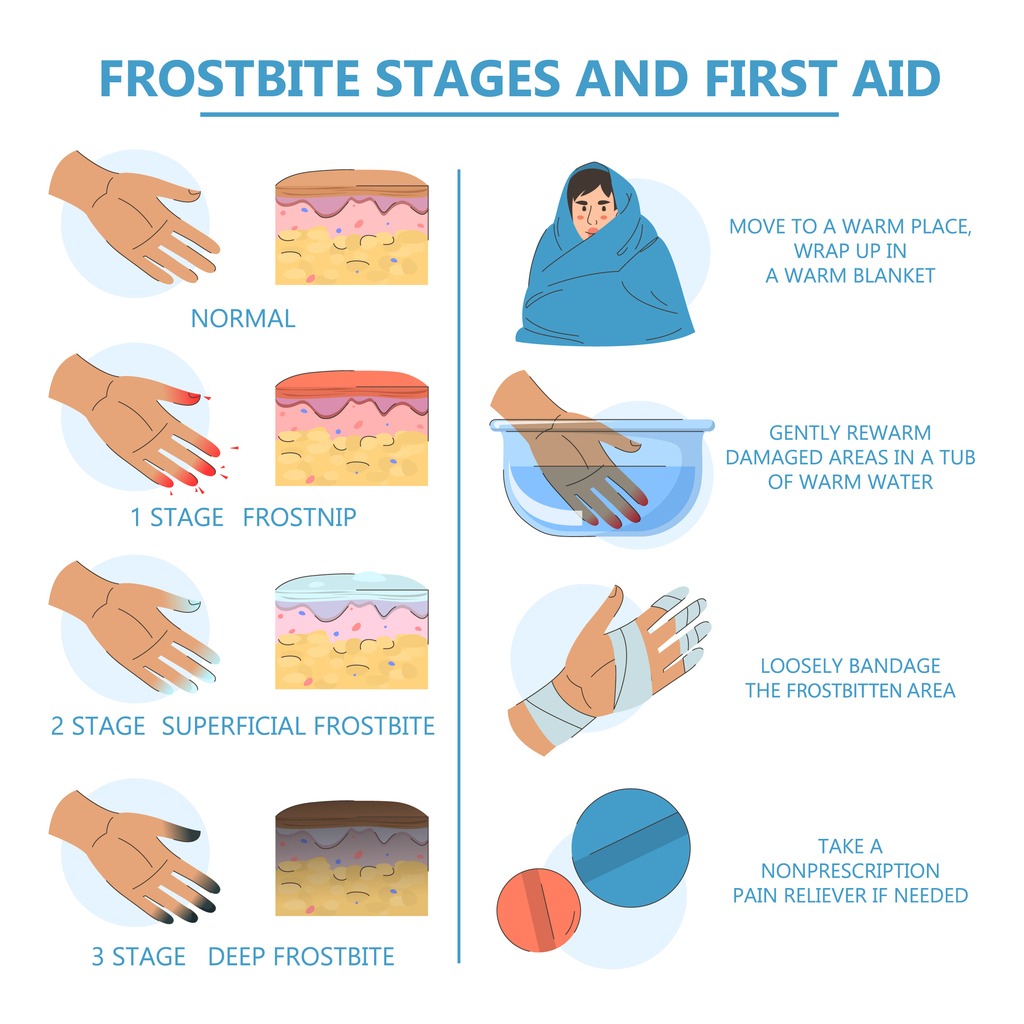 FROSTBITE STAGES AND FIRST AID
NORMAL
1 STAGE FROSTNIP
2 STAGE SUPERFICIAL FROSTBITE
3 STAGE DEEP FROSTBITE
MOVE TO A WARM PLACE,
WRAP UP IN
A WARM BLANKET
GENTLY REWARM
DAMAGED AREAS IN A TUB
OF WARM WATER
LOOSELY BANDAGE
THE FROSTBITTEN AREA
TAKE A
NONPRESCRIPTION
PAIN RELIEVER IF NEEDED